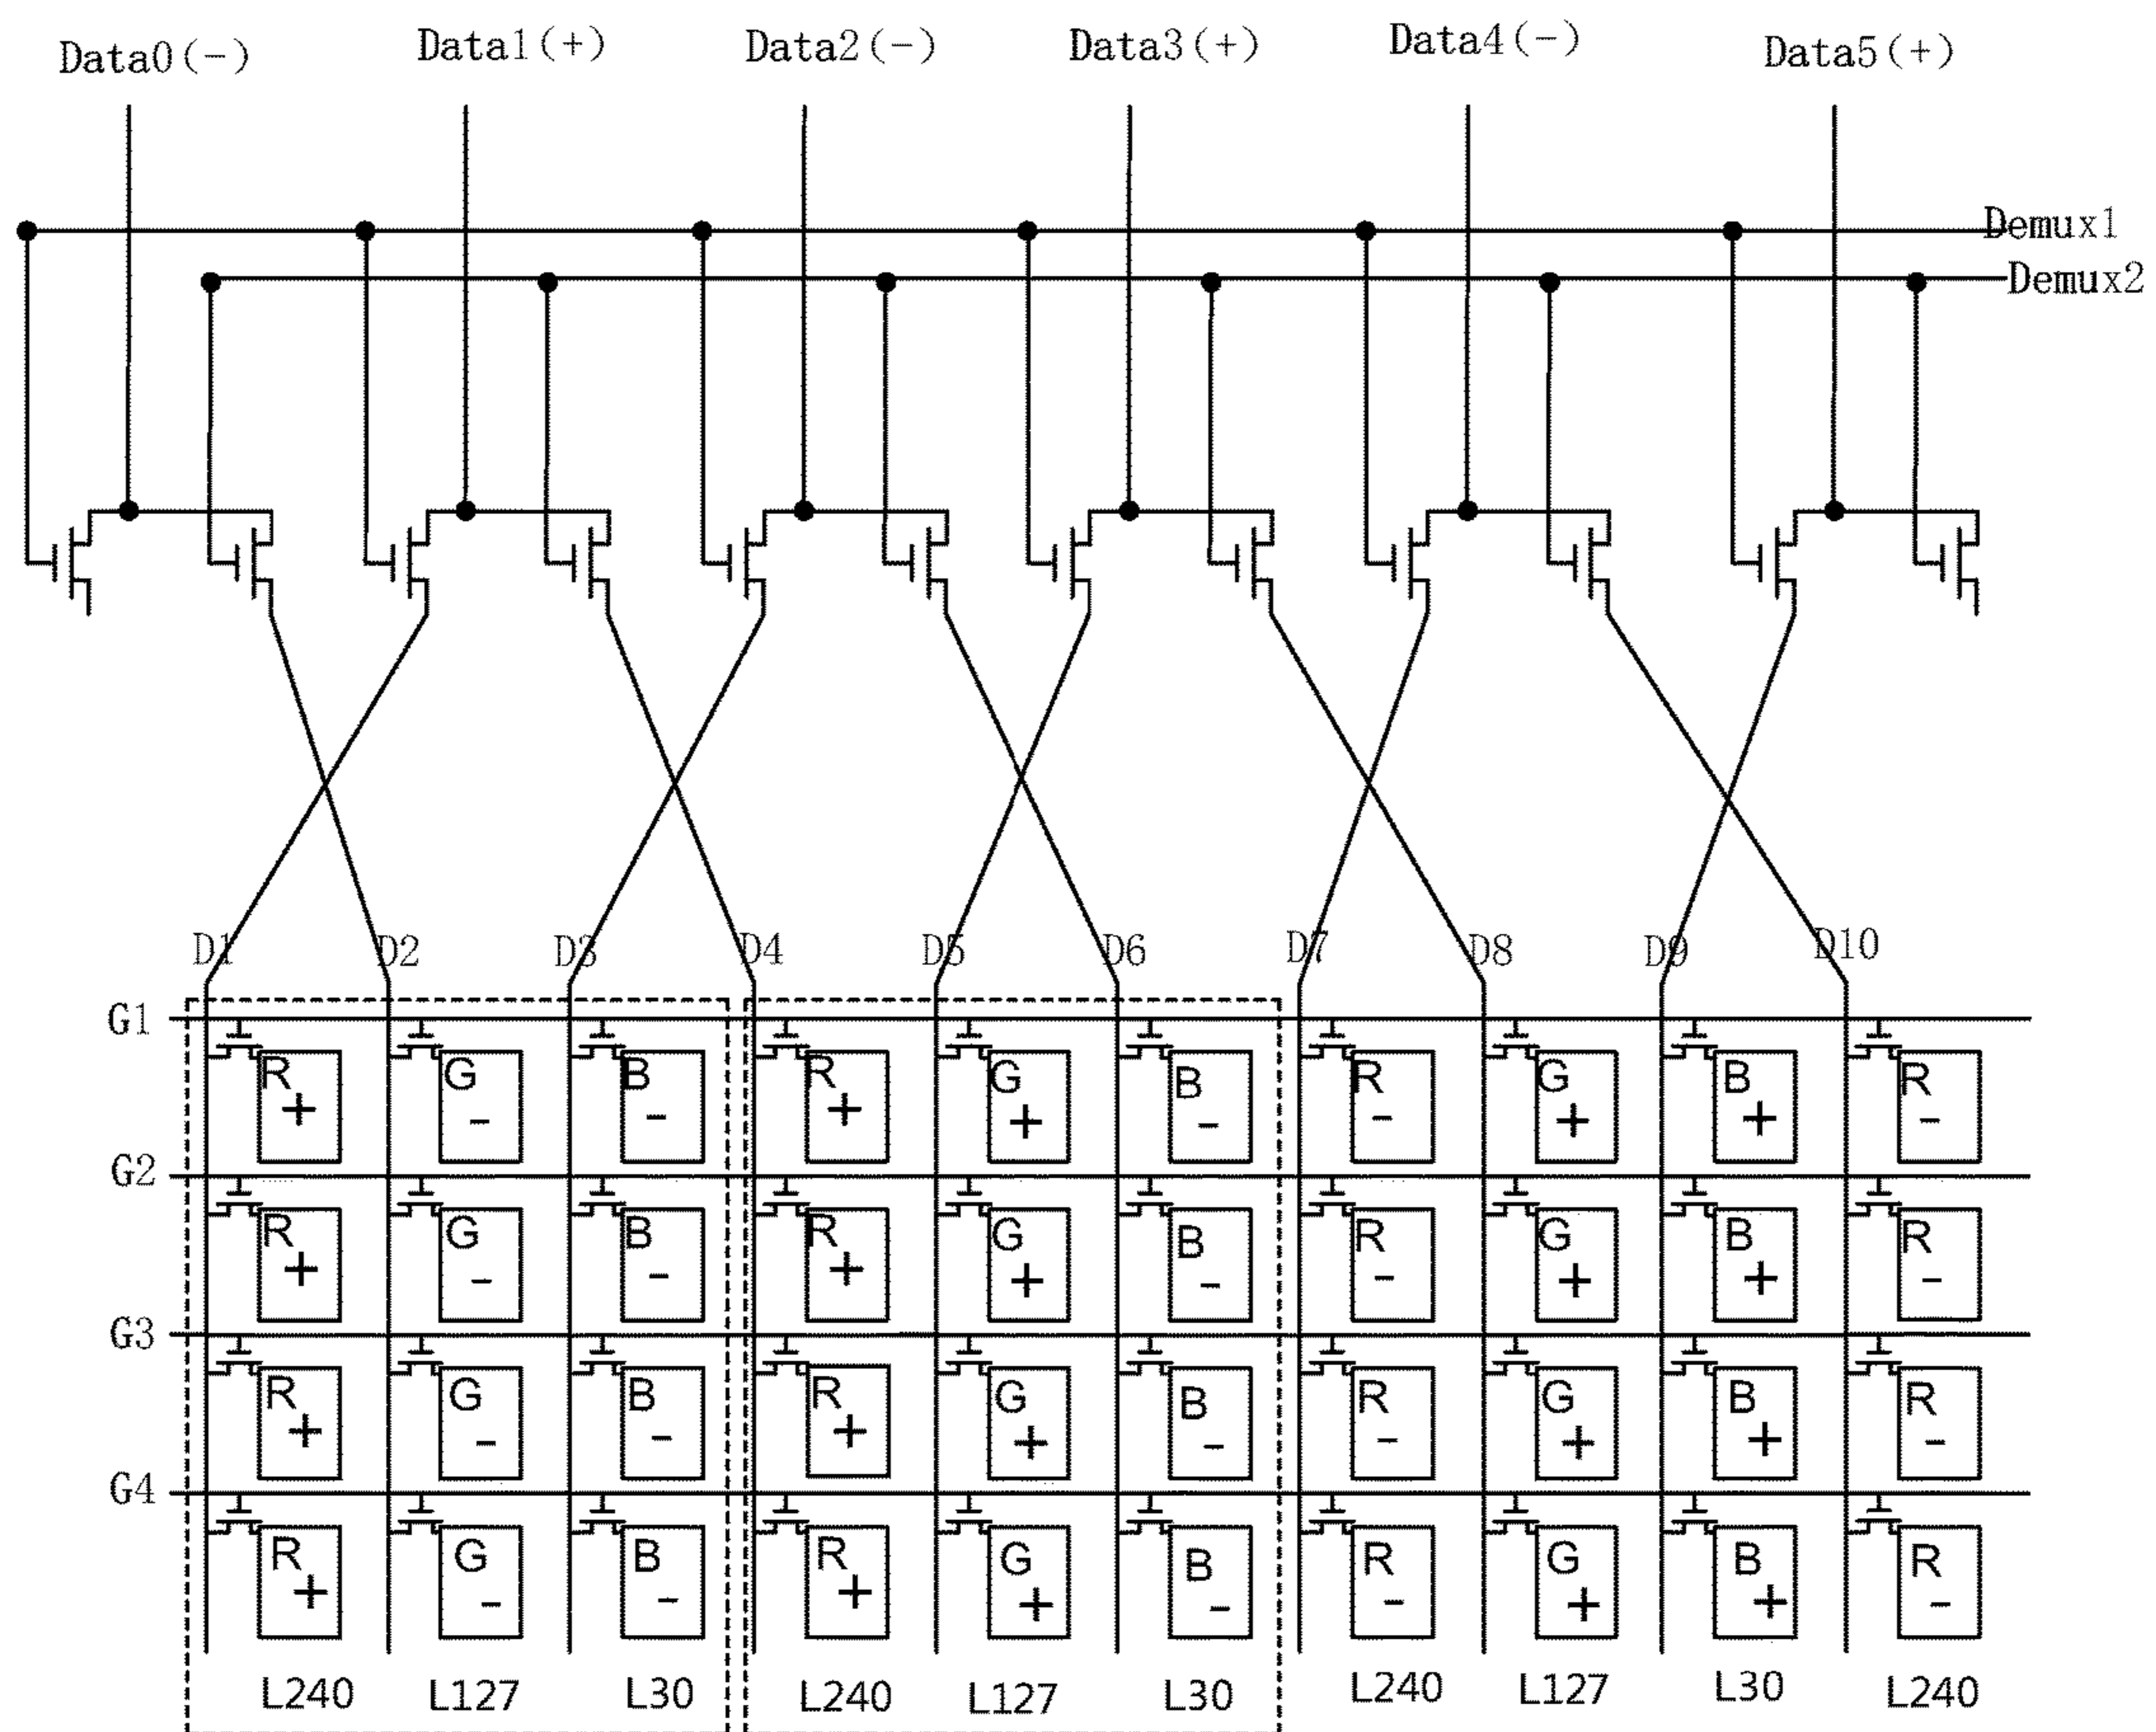 Data0(-) Data1(+) Data2(-) Data3(+) Data4(-) Data5(+)
Demux1
Demux2
D1 D2 D3 D4 D5 D6 D7 D8 D9 D10
G1
R G B R G B R G B R
+ - - + + - - + + -
G2
R G B R G B R G B R
+ - - + + - - + + -
G3
R G B R G B R G B R
+ - - + + - - + + -
G4
R G B R G B R G B R
+ - - + + - - + + -
L240 L127 L30 L240 L127 L30 L240 L127 L30 L240